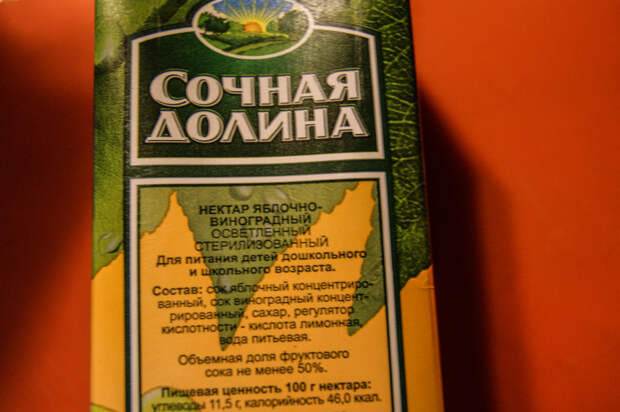 СОЧНАЯ
ДОЛИНА
НЕКТАР ЯБЛОЧНО-
ВИНОГРАДНЫЙ
ОСВЕТЛЕННЫЙ
СТЕРИЛИЗОВАННЫЙ
Для питания детей дошкольного
и школьного возраста.
Состав: сок яблочный концентриро-
ванный, сок виноградный концент-
рированный, сахар, регулятор
кислотности - кислота лимонная,
вода питьевая.
Объемная доля фруктового
сока не менее 50%.
Пищевая ценность 100 г нектара:
углеводы 11,5 г, калорийность 46,0 ккал.